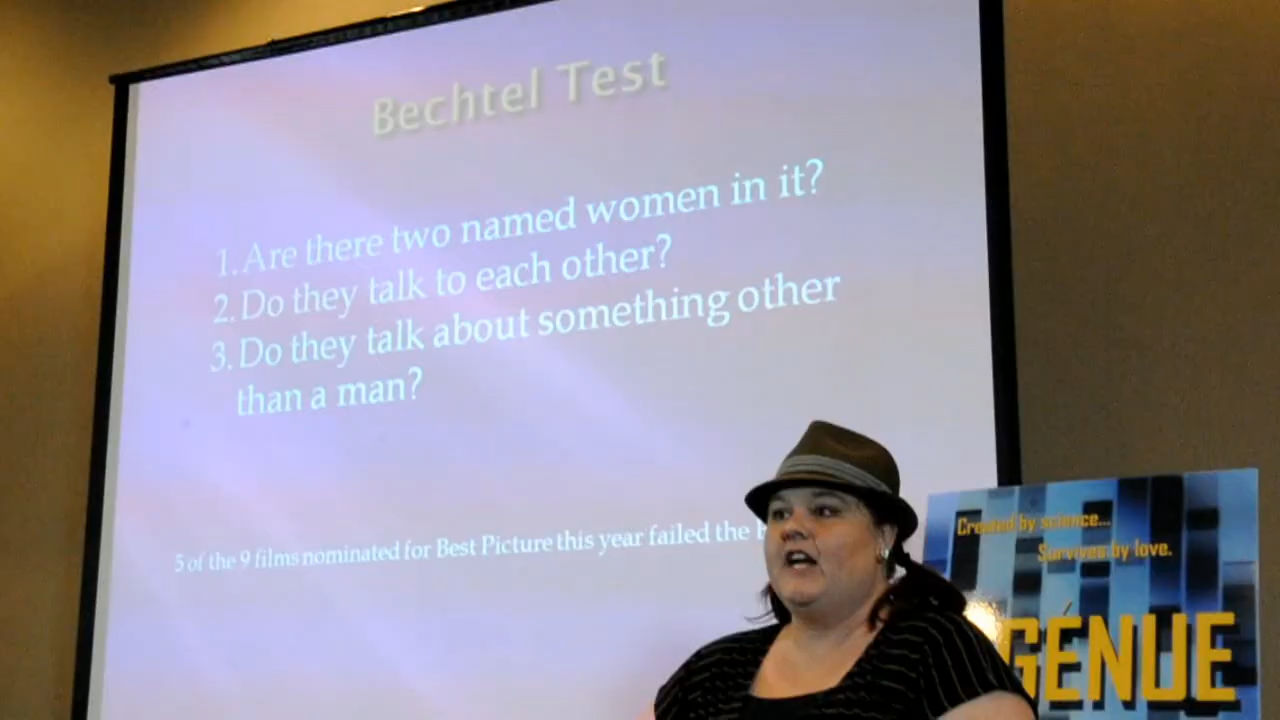 Bechtel Test
1. Are there two named women in it?
2. Do they talk to each other?
3. Do they talk about something other
than a man?
5 of the 9 films nominated for Best Picture this year failed the
Created by science...
Survives by love.
GÉNUE